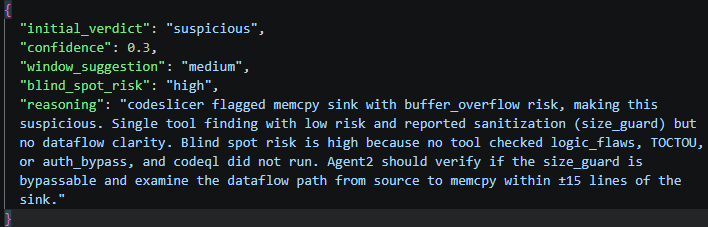 {
"initial_verdict": "suspicious",
"confidence": 0.3,
"window_suggestion": "medium",
"blind_spot_risk": "high",
"reasoning": "codeslicer flagged memcpy sink with buffer_overflow risk, making this
suspicious. Single tool finding with low risk and reported sanitization (size_guard) but
no dataflow clarity. Blind spot risk is high because no tool checked logic_flaws, TOCTOU,
or auth_bypass, and codeql did not run. Agent2 should verify if the size_guard is
bypassable and examine the dataflow path from source to memcpy within ±15 lines of the
sink."
}